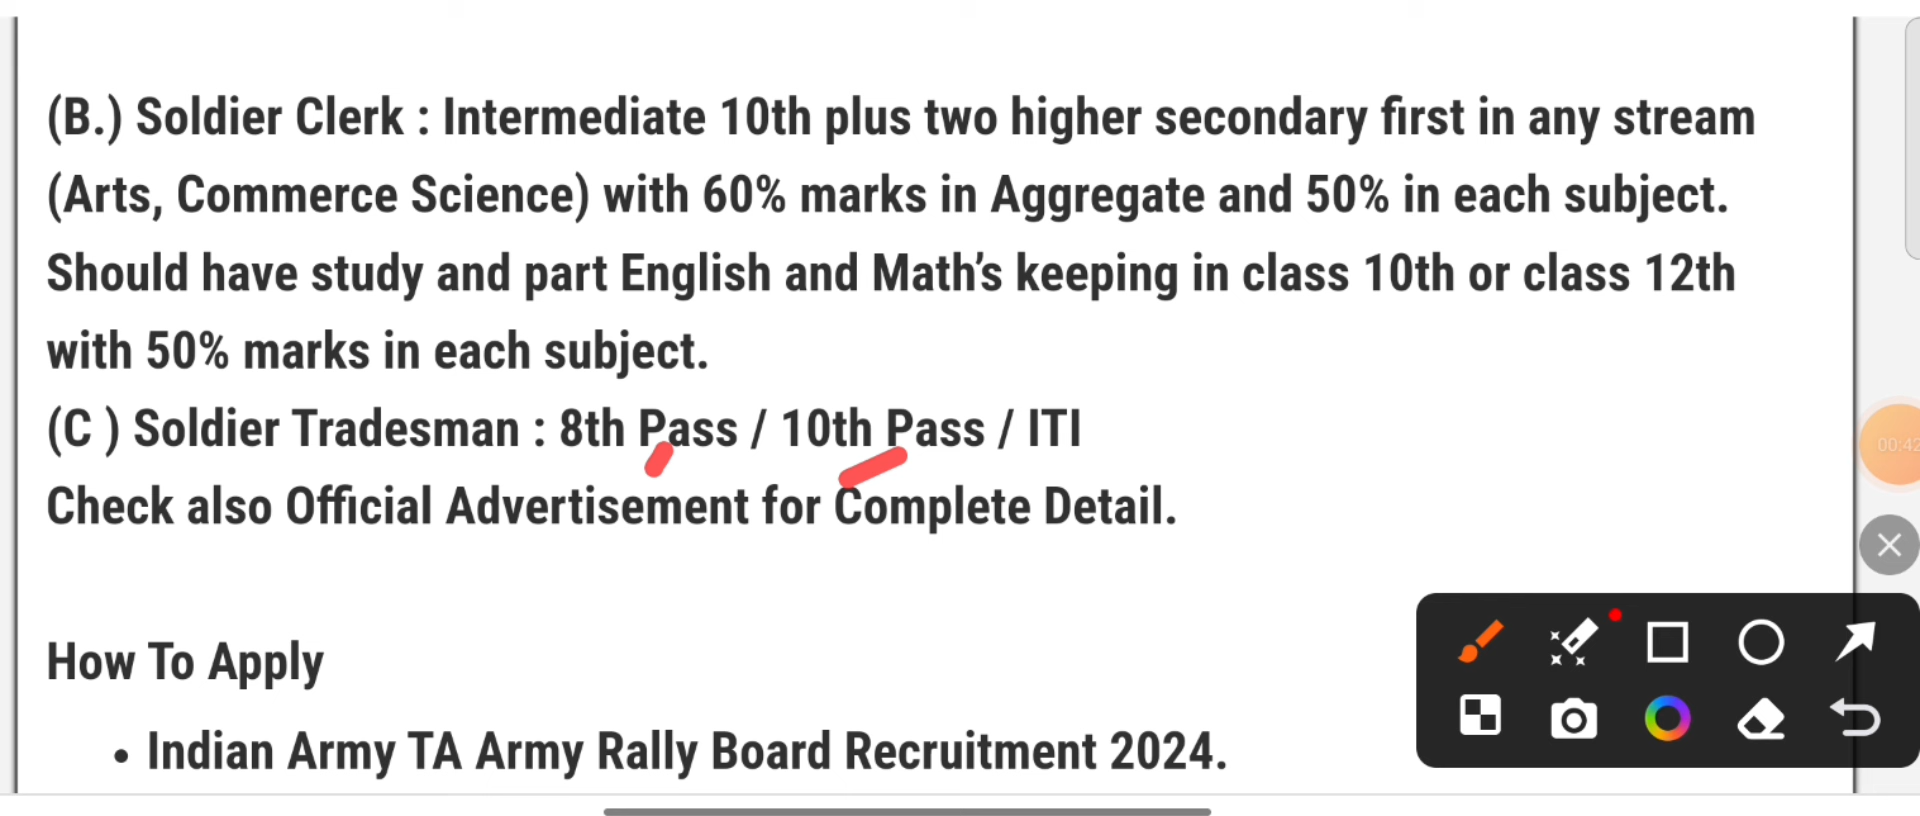 (B.) Soldier Clerk : Intermediate 10th plus two higher secondary first in any stream
(Arts, Commerce Science) with 60% marks in Aggregate and 50% in each subject.
Should have study and part English and Math's keeping in class 10th or class 12th
with 50% marks in each subject.
(C ) Soldier Tradesman : 8th Pass / 10th Pass / ITI
Check also Official Advertisement for Complete Detail.
How To Apply
• Indian Army TA Army Rally Board Recruitment 2024.
00:42